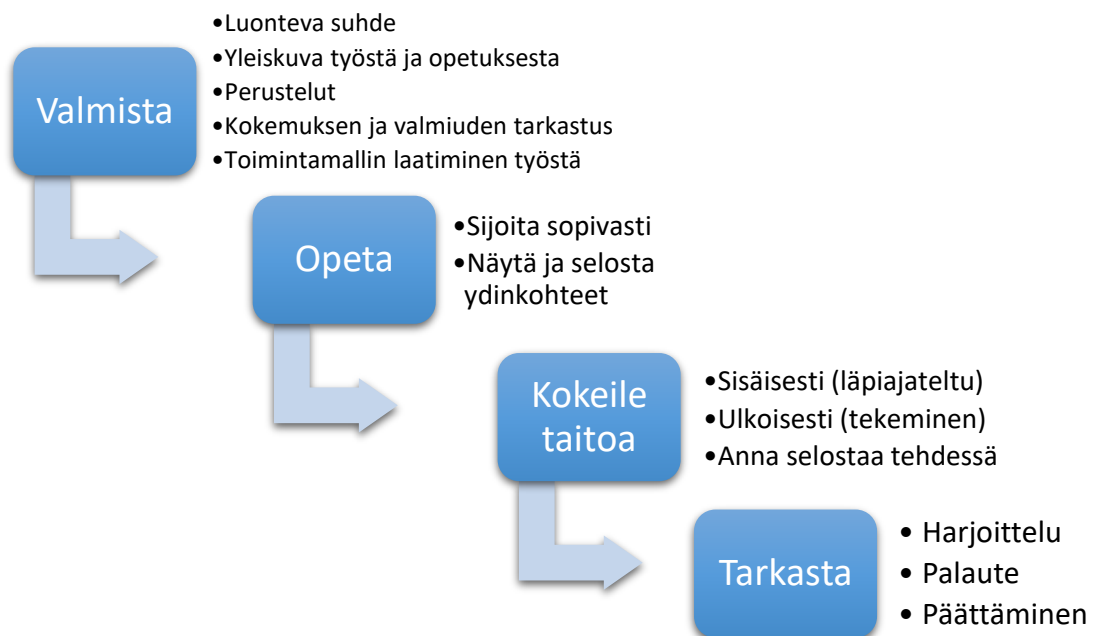 •Luonteva suhde
•Yleiskuva työstä ja opetuksesta
•Perustelut
•Kokemuksen ja valmiuden tarkastus
•Toimintamallin laatiminen työstä
Valmista
•Sijoita sopivasti
•Näytä ja selosta
ydinkohteet
Opeta
•Sisäisesti (läpiajateltu)
•Ulkoisesti (tekeminen)
•Anna selostaa tehdessä
Kokeile
taitoa
• Harjoittelu
• Palaute
• Päättäminen
Tarkasta